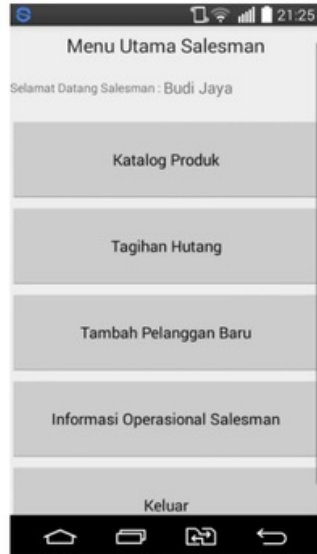 21:25
Menu Utama Salesman
Selamat Datang Salesman : Budi Jaya
Katalog Produk
Tagihan Hutang
Tambah Pelanggan Baru
Informasi Operasional Salesman
Keluar